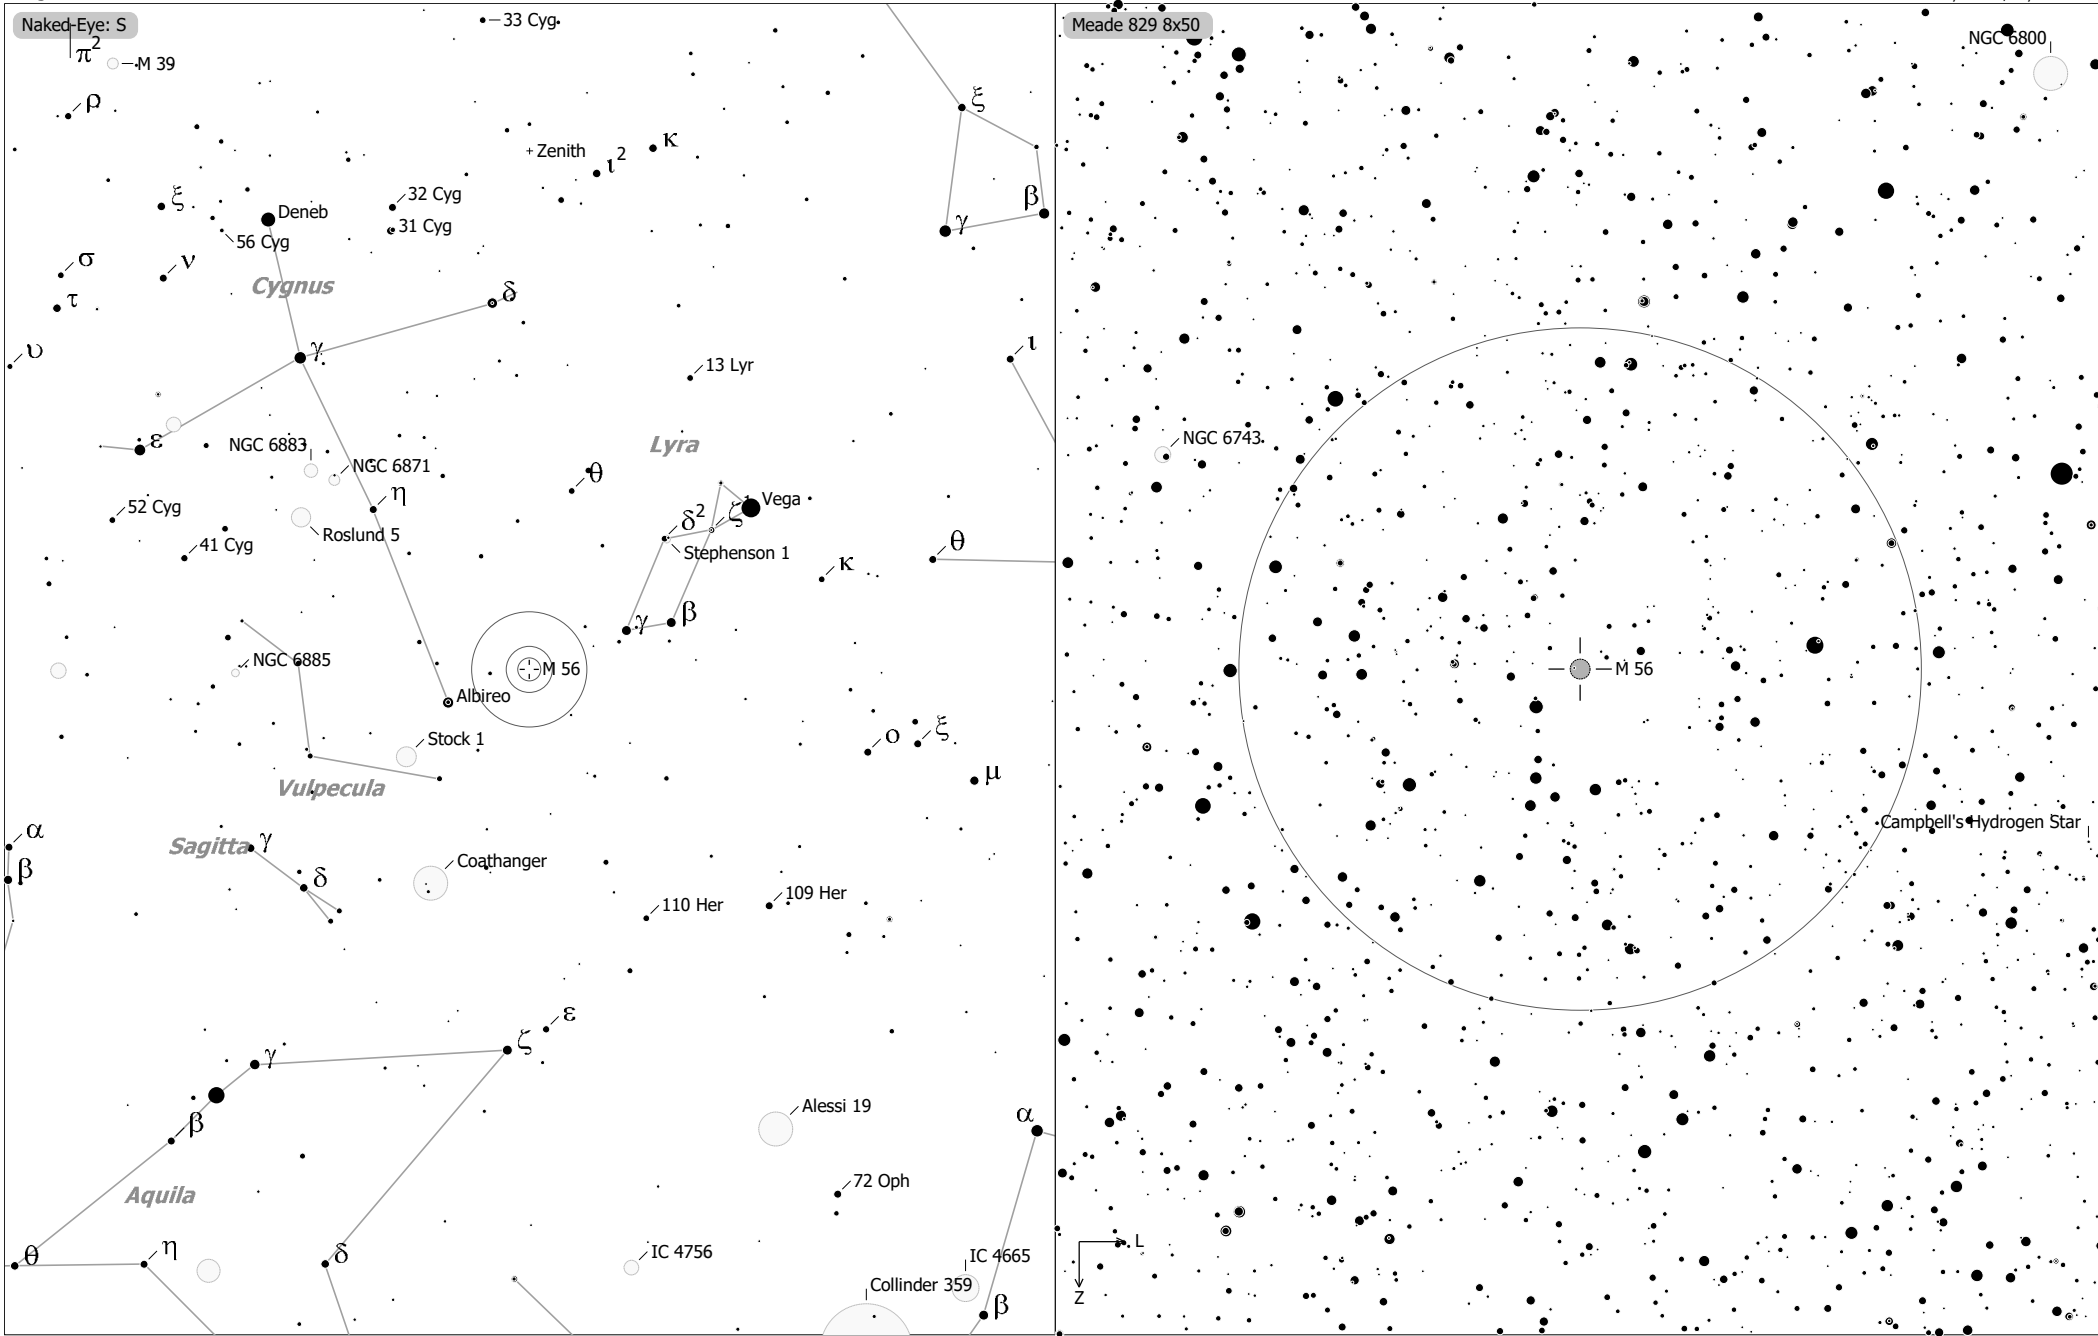 Naked-Eye: S
33 Cyg
π²
M 39
ρ
ξ
Zenith
ι²
κ
32 Cyg
31 Cyg
ξ
Deneb
56 Cyg
β
γ
σ
ν
Cygnus
δ
τ
υ
γ
13 Lyr
ι
ε
NGC 6883
NGC 6871
Lyra
θ
η
52 Cyg
Vega
δ²
ζ¹
Roslund 5
41 Cyg
Stephenson 1
κ
θ
γ
β
NGC 6885
M 56
Albireo
Stock 1
ο
ξ
μ
Vulpecula
α
β
Sagitta
γ
δ
Coathanger
110 Her
109 Her
ε
ζ
γ
β
Alessi 19
α
72 Oph
Aquila
θ
η
δ
IC 4756
IC 4665
Collinder 359
β
Meade 829 8x50
NGC 6800
NGC 6743
M 56
Campbell's Hydrogen Star
L
Z